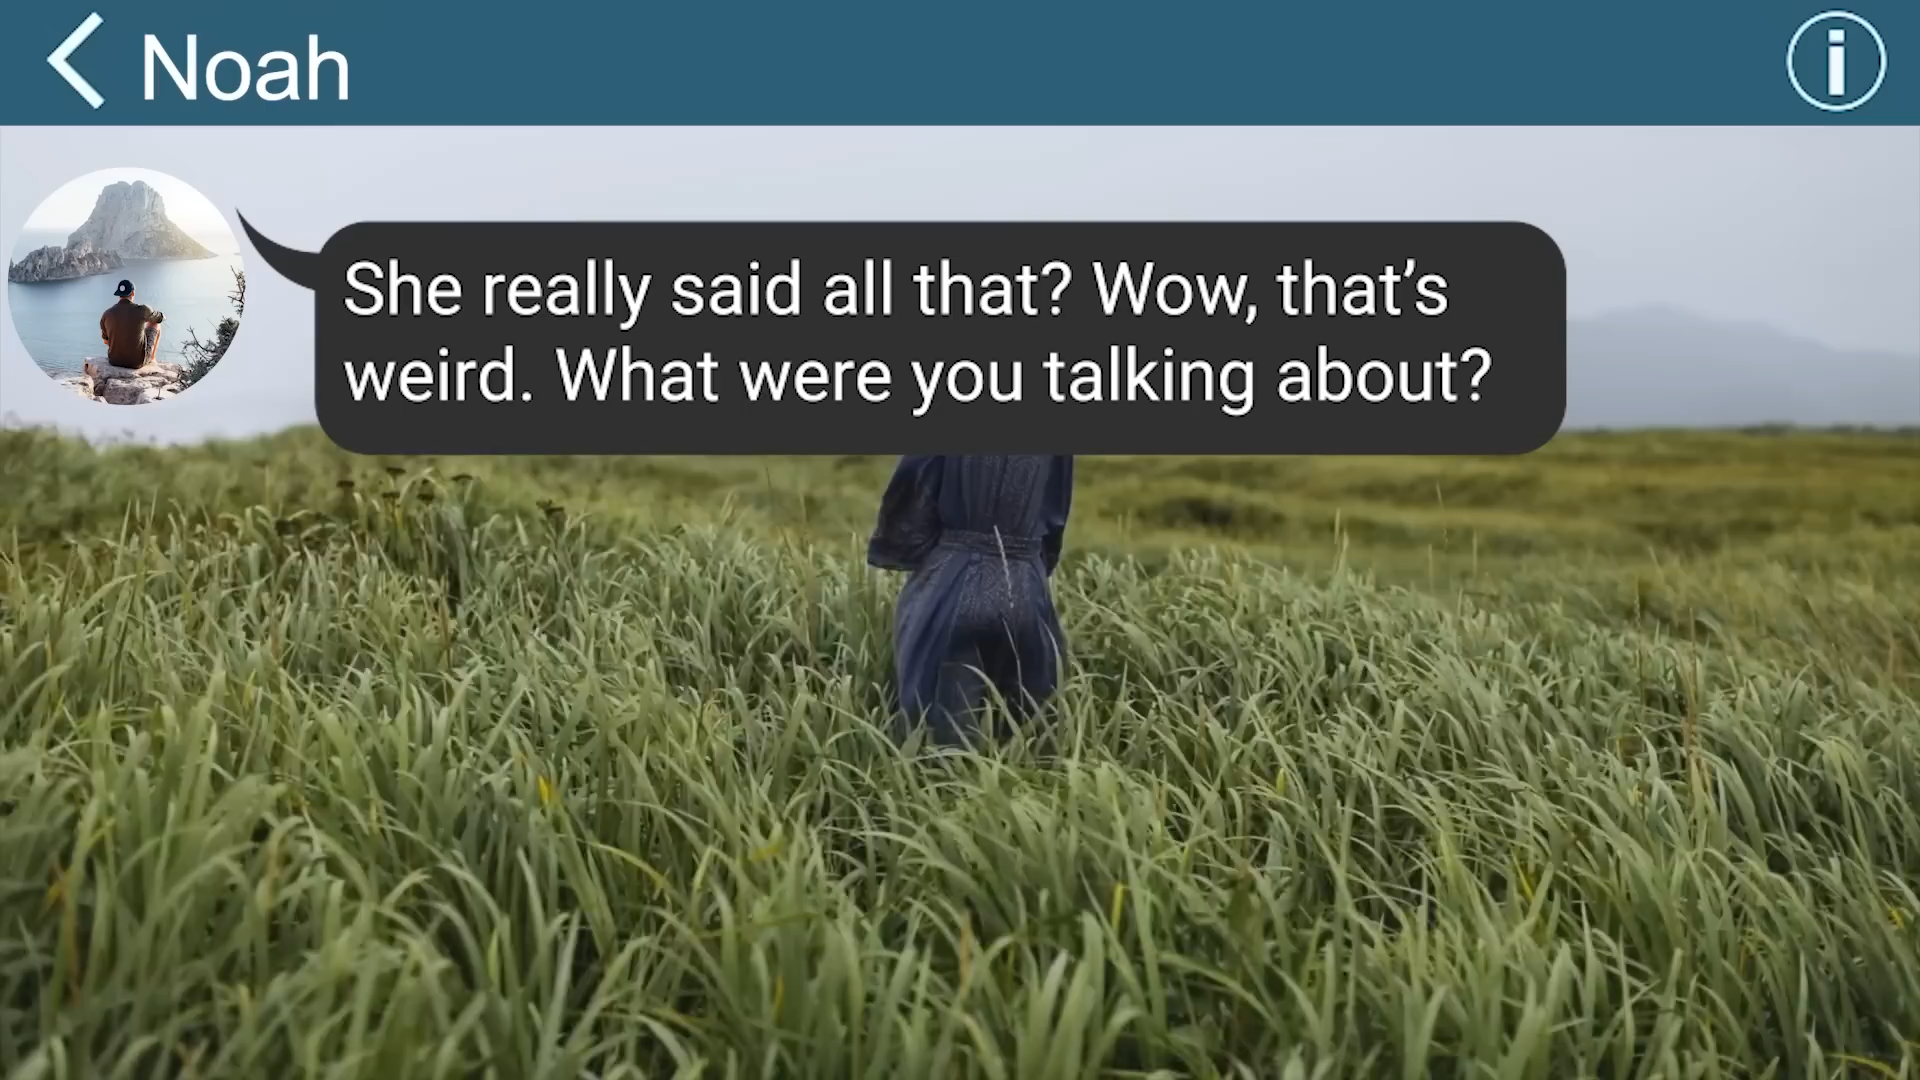 Noah
She really said all that? Wow, that’s
weird. What were you talking about?